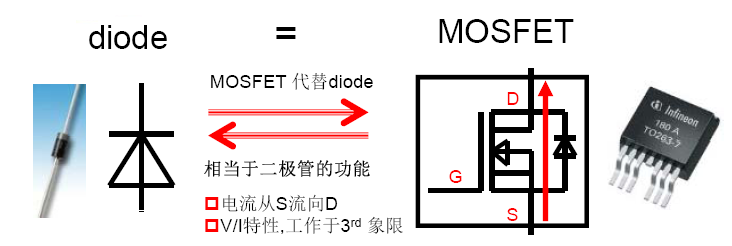 diode = MOSFET
MOSFET 代替diode
相当于二极管的功能
电流从S流向D
V/I特性,工作于3rd 象限
D
G
S
Infineon
180 A
TO263-7